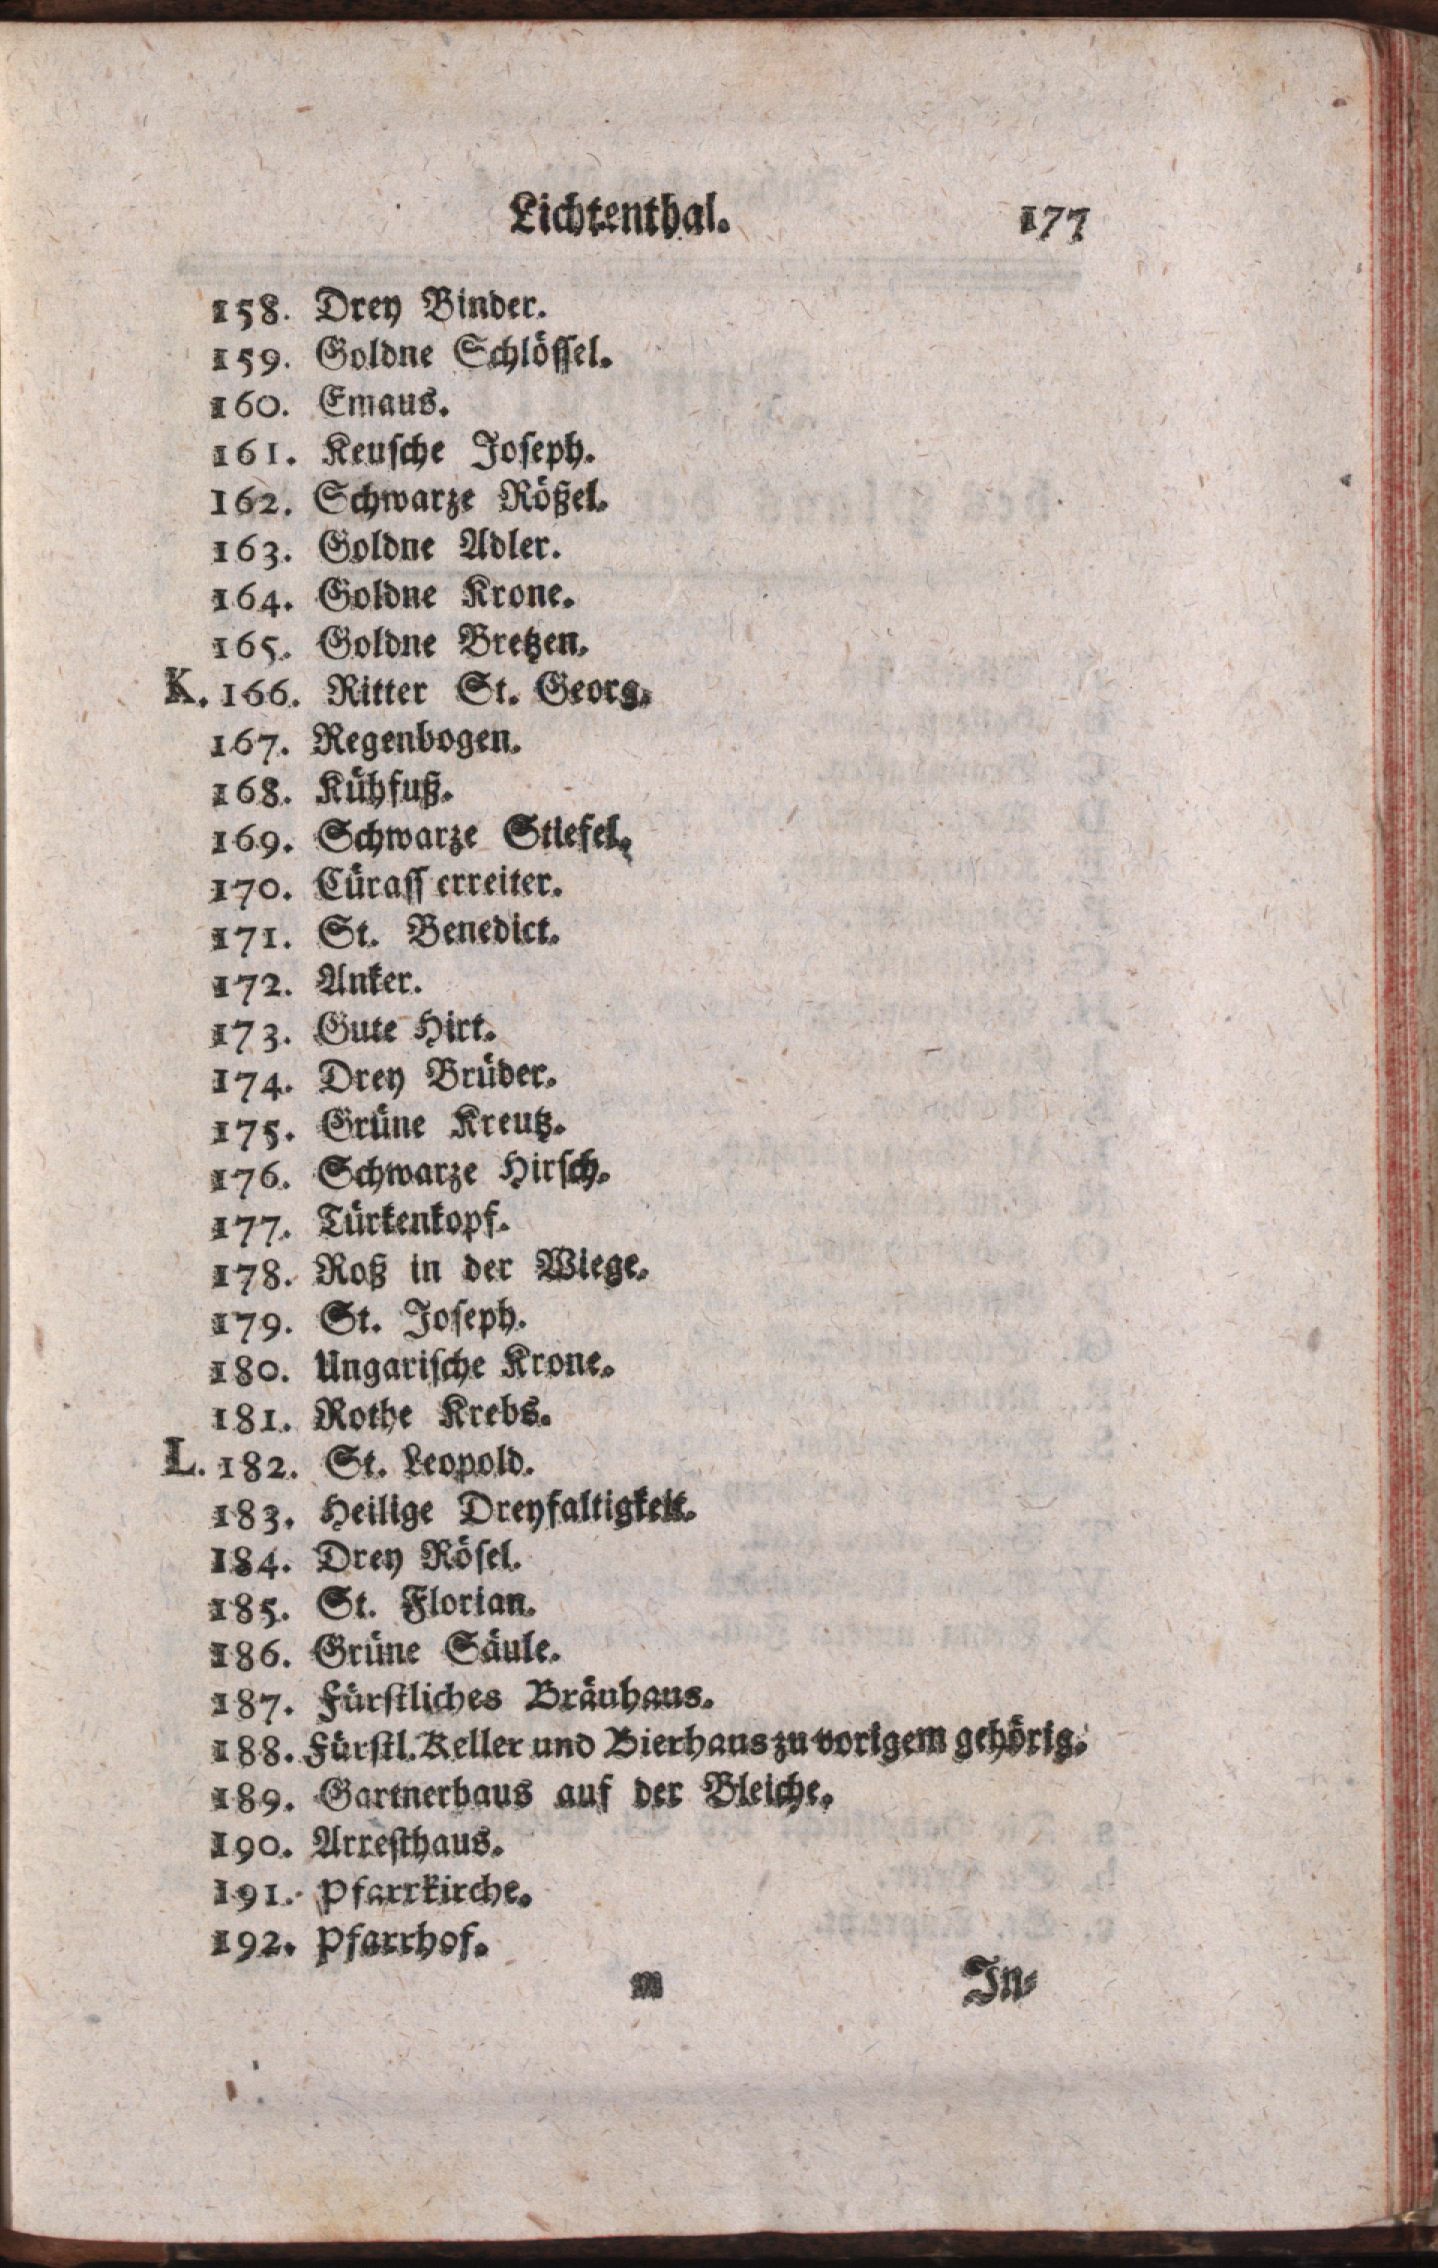 Lichtenthal. 177
158. Drey Binder.
159. Goldne Schlössel.
160. Emaus.
161. Keusche Joseph.
162. Schwarze Rößel.
163. Goldne Adler.
164. Goldne Krone.
165. Goldne Bretzen.
K. 166. Ritter St. Georg.
167. Regenbogen.
168. Kühfuß.
169. Schwarze Stiefel.
170. Cürasserreiter.
171. St. Benedict.
172. Anker.
173. Gute Hirt.
174. Drey Brüder.
175. Grüne Kreutz.
176. Schwarze Hirsch.
177. Türkenkopf.
178. Roß in der Wiege.
179. St. Joseph.
180. Ungarische Krone.
181. Rothe Krebs.
L. 182. St. Leopold.
183. Heilige Dreyfaltigkeit.
184. Drey Rösel.
185. St. Florian.
186. Grüne Säule.
187. Fürstliches Bräuhaus.
188. Fürstl. Keller und Bierhaus zu vorigem gehörig.
189. Gartnerhaus auf der Bleiche.
190. Arresthaus.
191. Pfarrkirche.
192. Pfarrhof.
m In-